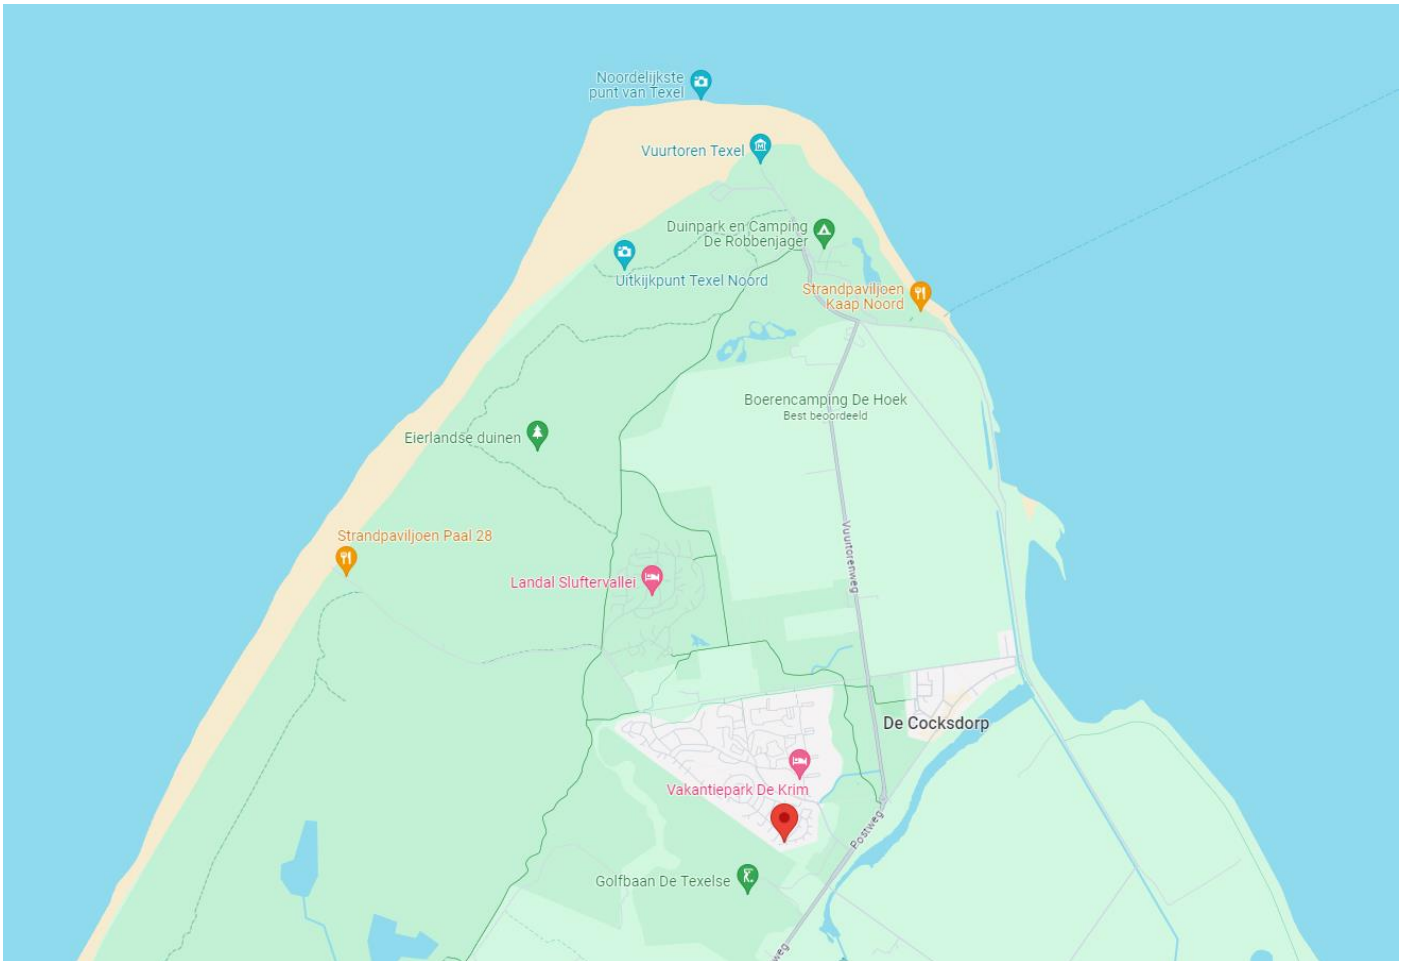 Noordelijkste
punt van Texel
Vuurtoren Texel
Duinpark en Camping
De Robbenjager
Uitkijkpunt Texel Noord
Strandpaviljoen
Kaap Noord
Boerencamping De Hoek
Best beoordeeld
Eierlandse duinen
Strandpaviljoen Paal 28
Vuurtorenweg
Landal Sluftervallei
De Cocksdorp
Vakantiepark De Krim
Postweg
Golfbaan De Texelse
weg